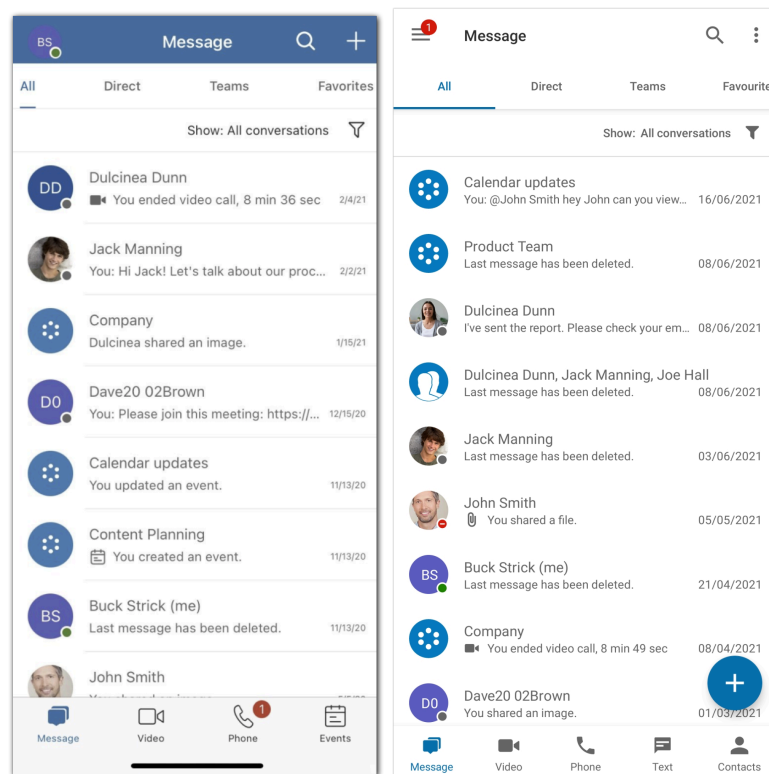 BS
Message
All
Direct
Teams
Favorites
Show: All conversations
DD
Dulcinea Dunn
You ended video call, 8 min 36 sec
2/4/21
Jack Manning
You: Hi Jack! Let's talk about our proc...
2/2/21
Company
Dulcinea shared an image.
1/15/21
D0
Dave20 02Brown
You: Please join this meeting: https://...
12/15/20
Calendar updates
You updated an event.
11/13/20
Content Planning
You created an event.
11/13/20
BS
Buck Strick (me)
Last message has been deleted.
11/13/20
John Smith
1
Message
Video
Phone
Events
1
Message
All
Direct
Teams
Favourite
Show: All conversations
Calendar updates
You: @John Smith hey John can you view...
16/06/2021
Product Team
Last message has been deleted.
08/06/2021
Dulcinea Dunn
I've sent the report. Please check your em...
08/06/2021
Dulcinea Dunn, Jack Manning, Joe Hall
Last message has been deleted.
08/06/2021
Jack Manning
Last message has been deleted.
03/06/2021
John Smith
You shared a file.
05/05/2021
BS
Buck Strick (me)
Last message has been deleted.
21/04/2021
Company
You ended video call, 8 min 49 sec
08/04/2021
D0
Dave20 02Brown
You shared an image.
01/03/2021
Message
Video
Phone
Text
Contacts